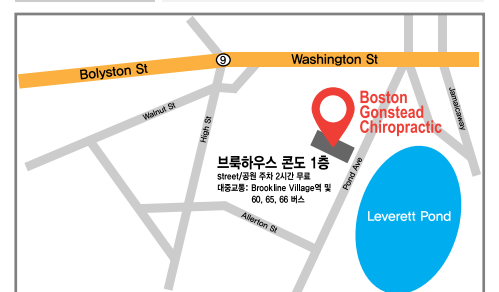 Bolyston St
9
Washington St
Walnut St
High St
Jamaicaway
Boston
Gonstead
Chiropractic
브룩하우스 콘도 1층
street/공원 주차 2시간 무료
대중교통: Brookline Village역 및
60, 65, 66 버스
Pond Ave
Leverett Pond
Allerton St